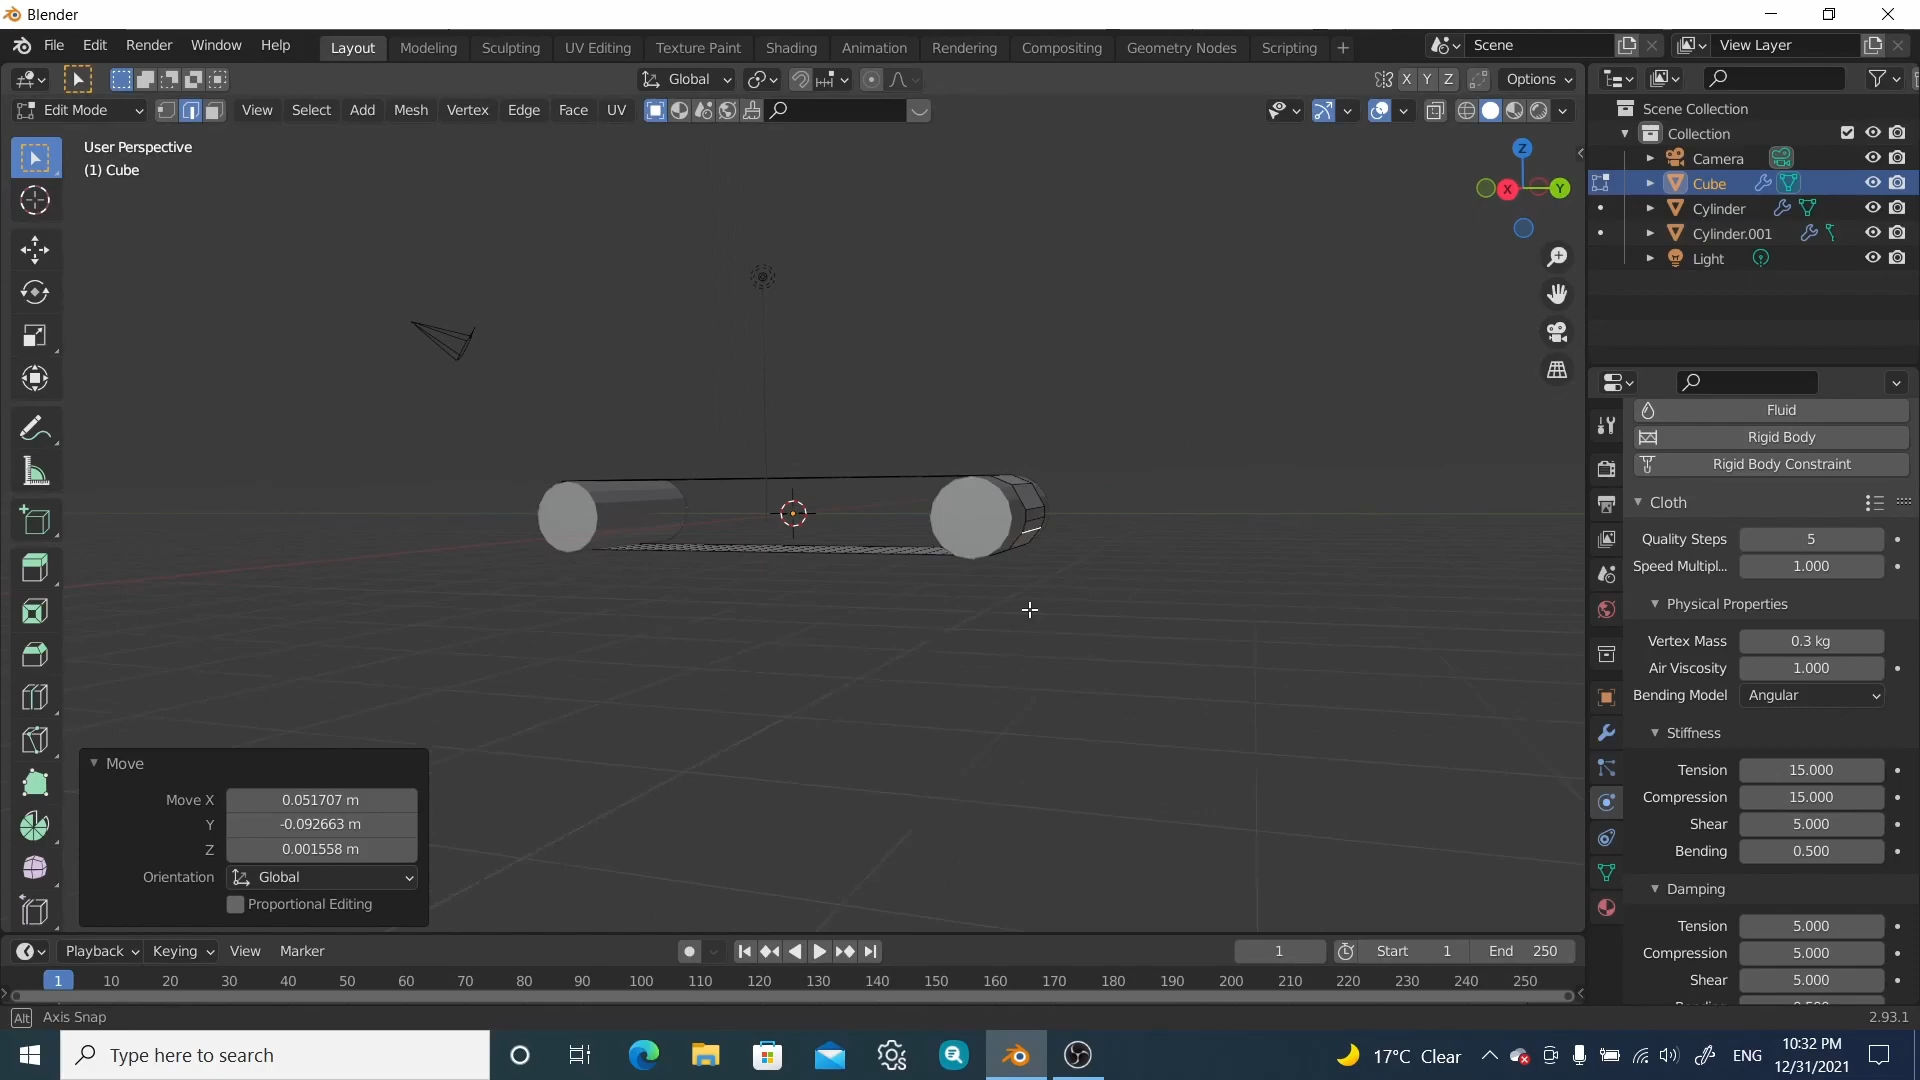 Blender
File Edit Render Window Help Layout Modeling Sculpting UV Editing Texture Paint Shading Animation Rendering Compositing Geometry Nodes Scripting + Scene View Layer
Global X Y Z Options
Edit Mode View Select Add Mesh Vertex Edge Face UV
User Perspective
(1) Cube
Z
X
Y
Scene Collection
Collection
Camera
Cube
Cylinder
Cylinder.001
Light
Fluid
Rigid Body
Rigid Body Constraint
Cloth
Quality Steps 5
Speed Multipl... 1.000
Physical Properties
Vertex Mass 0.3 kg
Air Viscosity 1.000
Bending Model Angular
Stiffness
Tension 15.000
Compression 15.000
Shear 5.000
Bending 0.500
Damping
Tension 5.000
Compression 5.000
Shear 5.000
Move
Move X 0.051707 m
Y -0.092663 m
Z 0.001558 m
Orientation Global
Proportional Editing
Playback Keying View Marker 1 Start 1 End 250
1 10 20 30 40 50 60 70 80 90 100 110 120 130 140 150 160 170 180 190 200 210 220 230 240 250
Alt Axis Snap 2.93.1
Type here to search 17°C Clear ENG 10:32 PM
12/31/2021